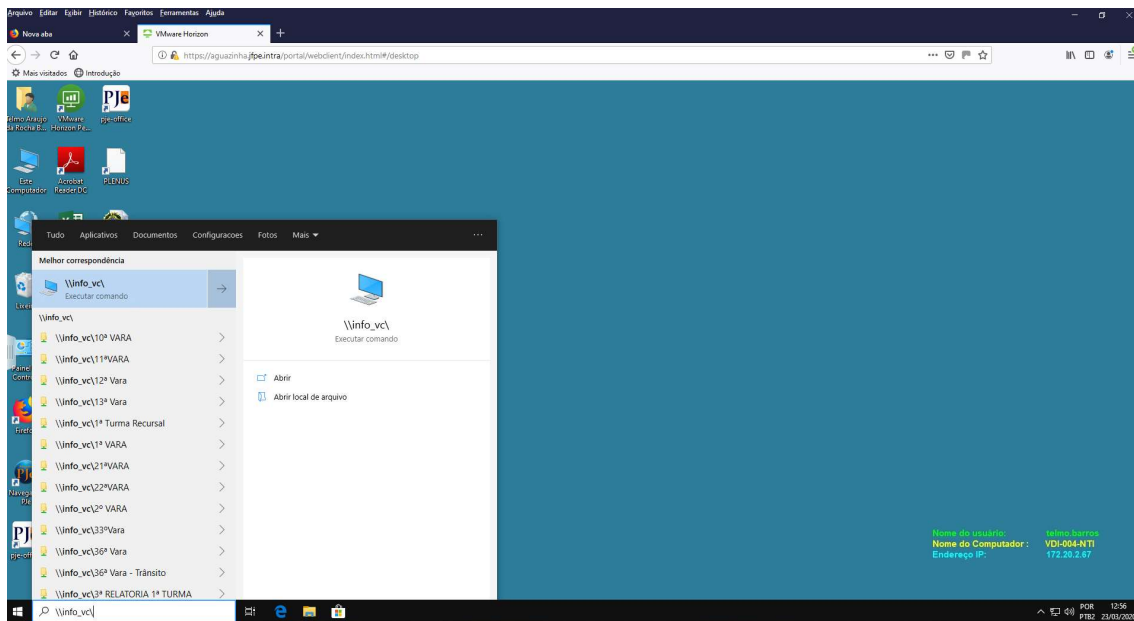 Arquivo Editar Exibir Histórico Favoritos Ferramentas Ajuda
Nova aba
VMware Horizon
https://aguazinha.jfpe.intra/portal/webclient/index.html#/desktop
Mais visitados Introdução
Telmo Araujo da Rocha B...
VMware Horizon Pe...
pje-office
Este Computador
Acrobat Reader DC
PLENUS
Tudo Aplicativos Documentos Configuracoes Fotos Mais
Melhor correspondência
\\info_vc\
Executar comando
\\info_vc\
\\info_vc\10ª VARA
\\info_vc\11ªVARA
\\info_vc\12ª Vara
\\info_vc\13ª Vara
\\info_vc\1ª Turma Recursal
\\info_vc\1ª VARA
\\info_vc\21ªVARA
\\info_vc\22ªVARA
\\info_vc\2º VARA
\\info_vc\33ºVara
\\info_vc\36ª Vara
\\info_vc\36ª Vara - Trânsito
\\info_vc\3ª RELATORIA 1ª TURMA
\\info_vc\
Executar comando
Abrir
Abrir local de arquivo
Nome do usuário: telmo.barros
Nome do Computador : VDI-004-NTI
Endereço IP: 172.20.2.67
\\info_vc\
POR
PTB2
12:56
23/03/2020